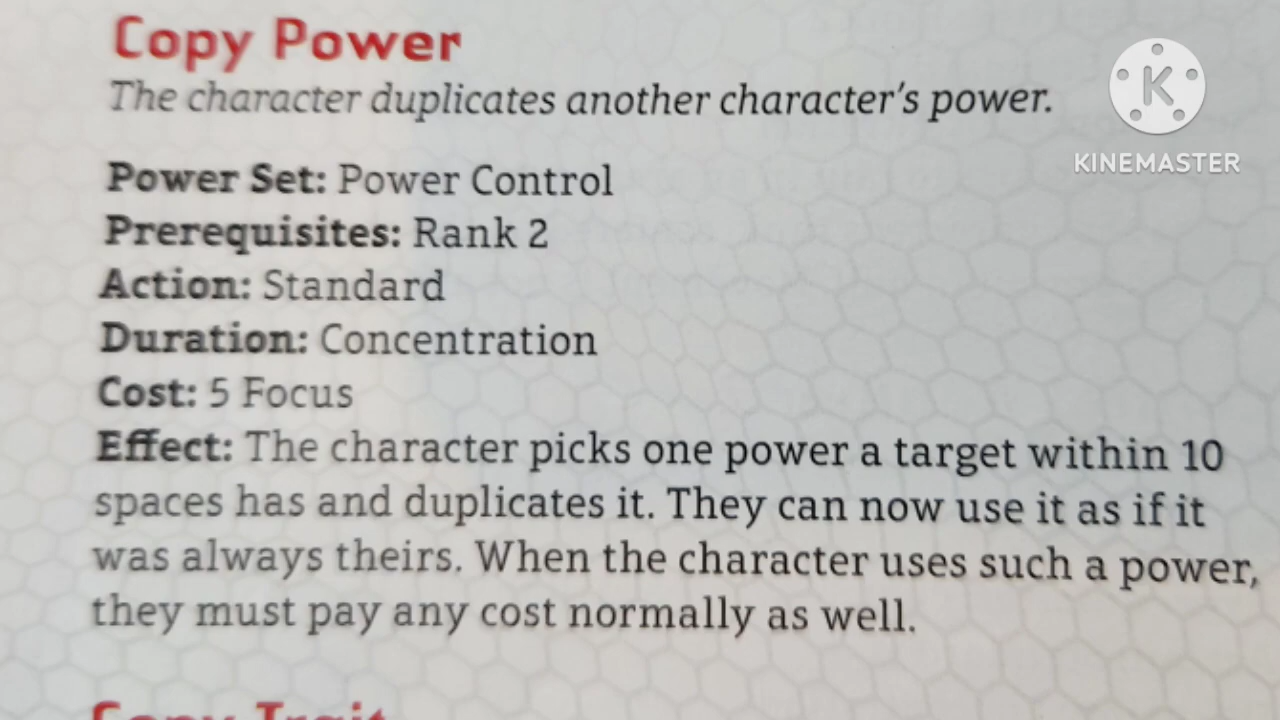 Copy Power
The character duplicates another character's power.
KINEMASTER
Power Set: Power Control
Prerequisites: Rank 2
Action: Standard
Duration: Concentration
Cost: 5 Focus
Effect: The character picks one power a target within 10
spaces has and duplicates it. They can now use it as if it
was always theirs. When the character uses such a power,
they must pay any cost normally as well.
Copy Trait